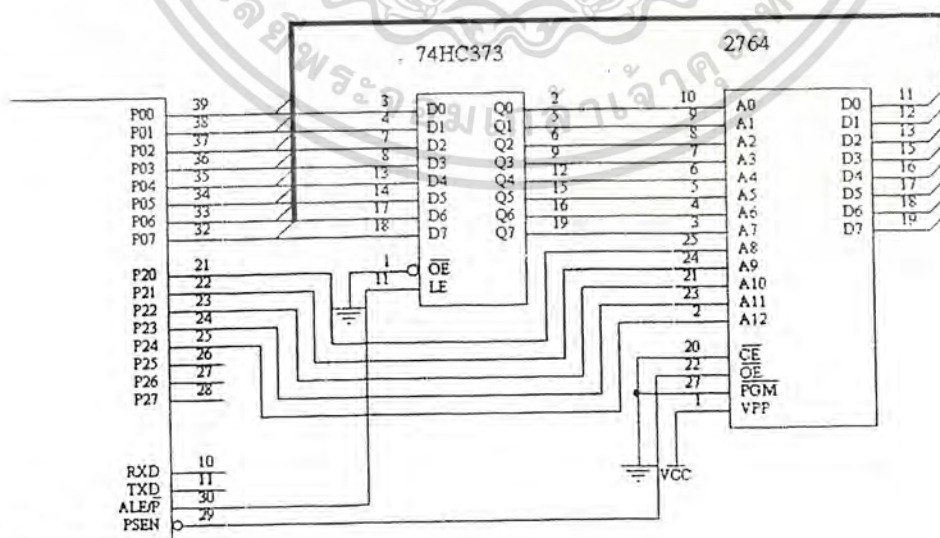 74HC373
2764
P00 39
P01 38
P02 37
P03 36
P04 35
P05 34
P06 33
P07 32
P20 21
P21 22
P22 23
P23 24
P24 25
P25 26
P26 27
P27 28
RXD 10
TXD 11
ALE/P̅ 30
PSEN 29
3 D0 Q0 2
4 D1 Q1 5
7 D2 Q2 6
8 D3 Q3 9
13 D4 Q4 12
14 D5 Q5 15
17 D6 Q6 16
18 D7 Q7 19
1 O̅E̅
11 LE
10 A0 D0 11
9 A1 D1 12
8 A2 D2 13
7 A3 D3 15
6 A4 D4 16
5 A5 D5 17
4 A6 D6 18
3 A7 D7 19
25 A8
24 A9
21 A10
23 A11
2 A12
20 C̅E̅
22 O̅E̅
27 P̅G̅M̅
1 VPP
VCC